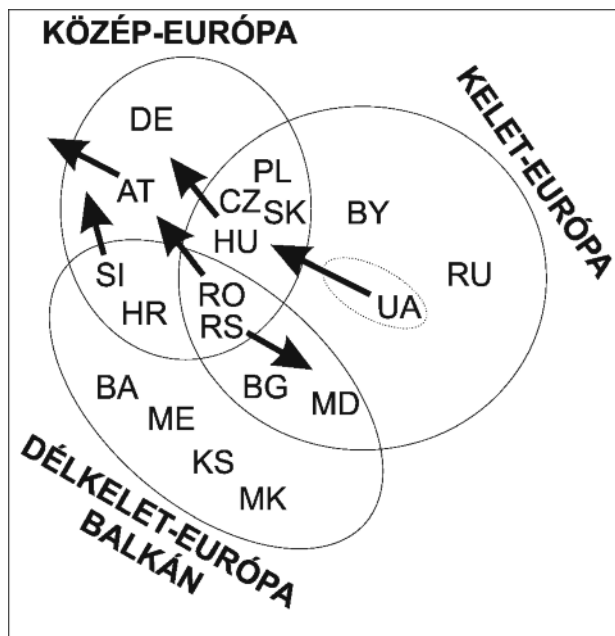 KÖZÉP-EURÓPA
KELET-EURÓPA
DE
PL
AT
CZ
SK
BY
HU
SI
RO
UA
RU
HR
RS
BA
BG
MD
ME
KS
MK
DÉLKELET-EURÓPA
BALKÁN